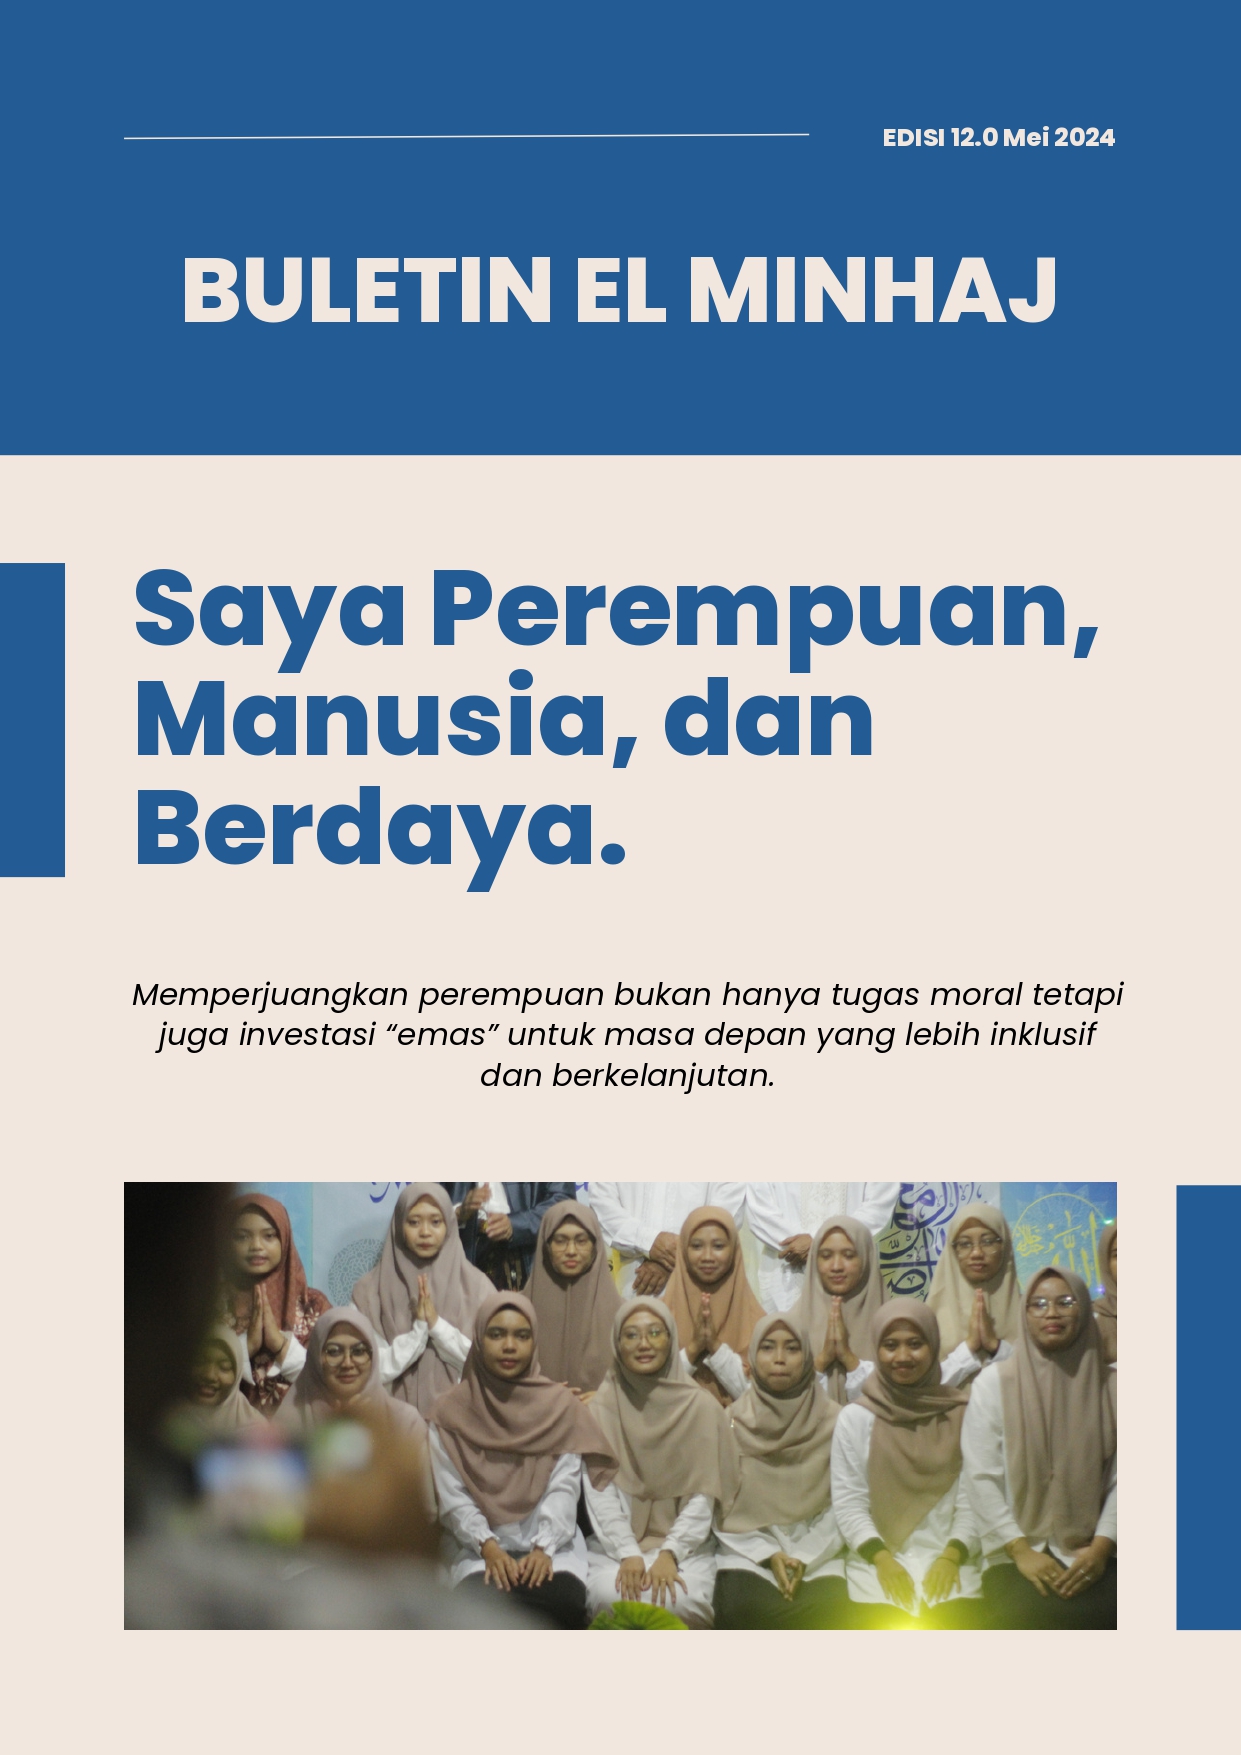 EDISI 12.0 Mei 2024
BULETIN EL MINHAJ
Saya Perempuan,
Manusia, dan
Berdaya.
Memperjuangkan perempuan bukan hanya tugas moral tetapi
juga investasi “emas” untuk masa depan yang lebih inklusif
dan berkelanjutan.